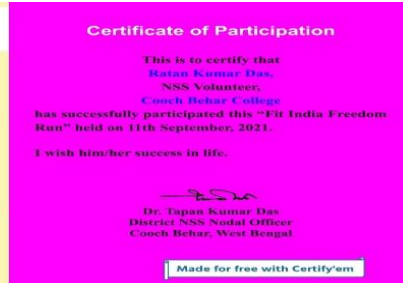 Certificate of Participation
This is to certify that
Ratan Kumar Das,
NSS Volunteer,
Cooch Behar College
has successfully participated this “Fit India Freedom
Run” held on 11th September, 2021.
I wish him/her success in life.
Dr. Tapan Kumar Das
District NSS Nodal Officer
Cooch Behar, West Bengal
Made for free with Certify'em